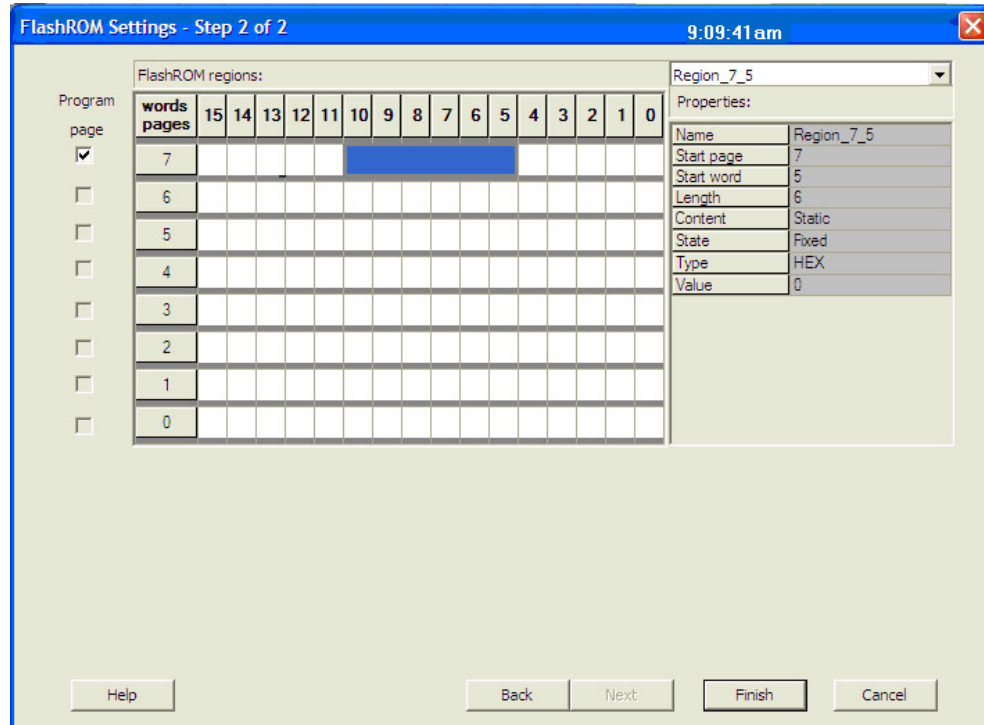 FlashROM Settings - Step 2 of 2 9:09:41am
FlashROM regions: Region_7_5
Program page
words pages 15 14 13 12 11 10 9 8 7 6 5 4 3 2 1 0
7
6
5
4
3
2
1
0
Properties:
Name Region_7_5
Start page 7
Start word 5
Length 6
Content Static
State Fixed
Type HEX
Value 0
Help Back Next Finish Cancel